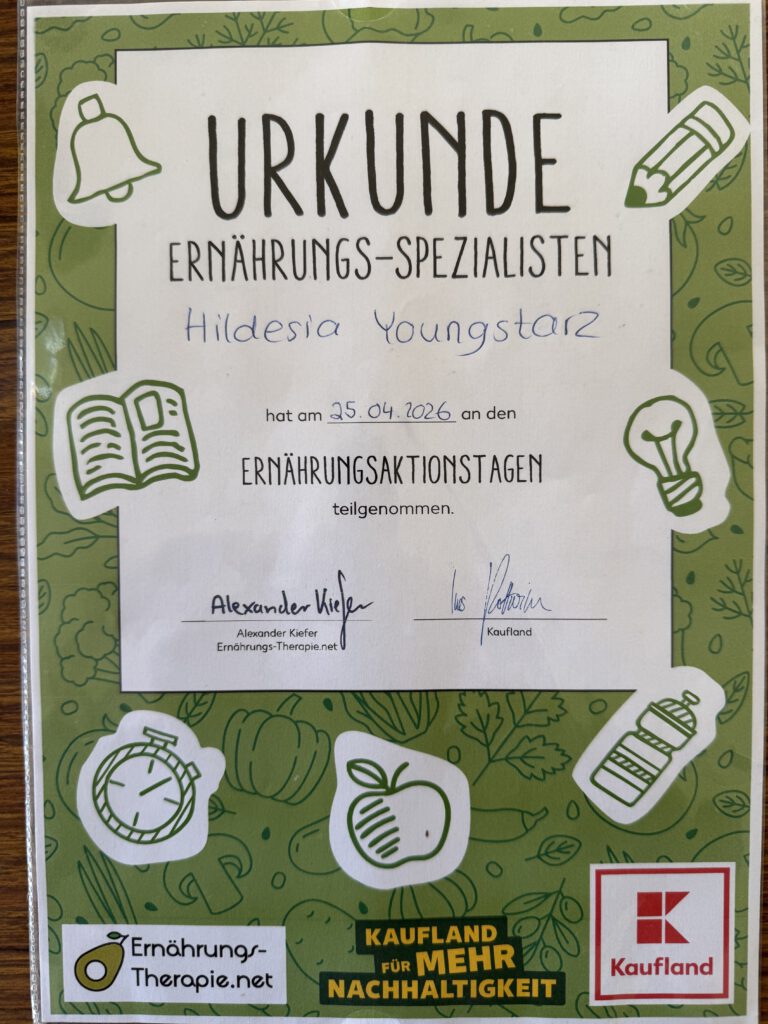 URKUNDE
ERNÄHRUNGS-SPEZIALISTEN
Hildesia Youngstarz
hat am 25.04.2026 an den
ERNÄHRUNGSAKTIONSTAGEN
teilgenommen.
Alexander Kiefer
Alexander Kiefer
Ernährungs-Therapie.net
Kaufland
Ernährungs-
Therapie.net
KAUFLAND
FÜR MEHR
NACHHALTIGKEIT
Kaufland